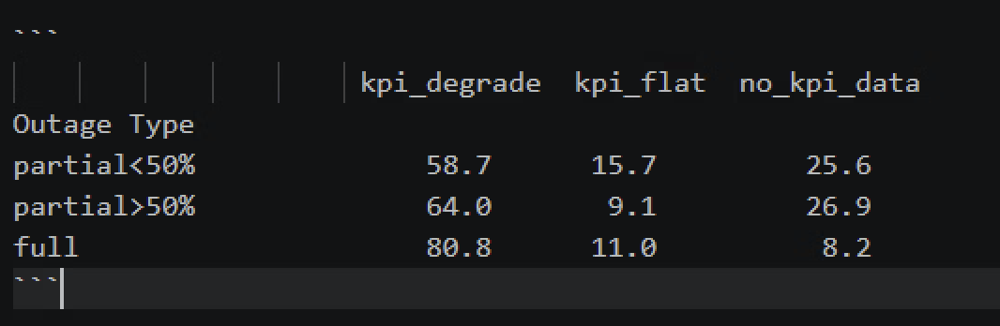 ```
kpi_degrade kpi_flat no_kpi_data
Outage Type
partial<50% 58.7 15.7 25.6
partial>50% 64.0 9.1 26.9
full 80.8 11.0 8.2
```